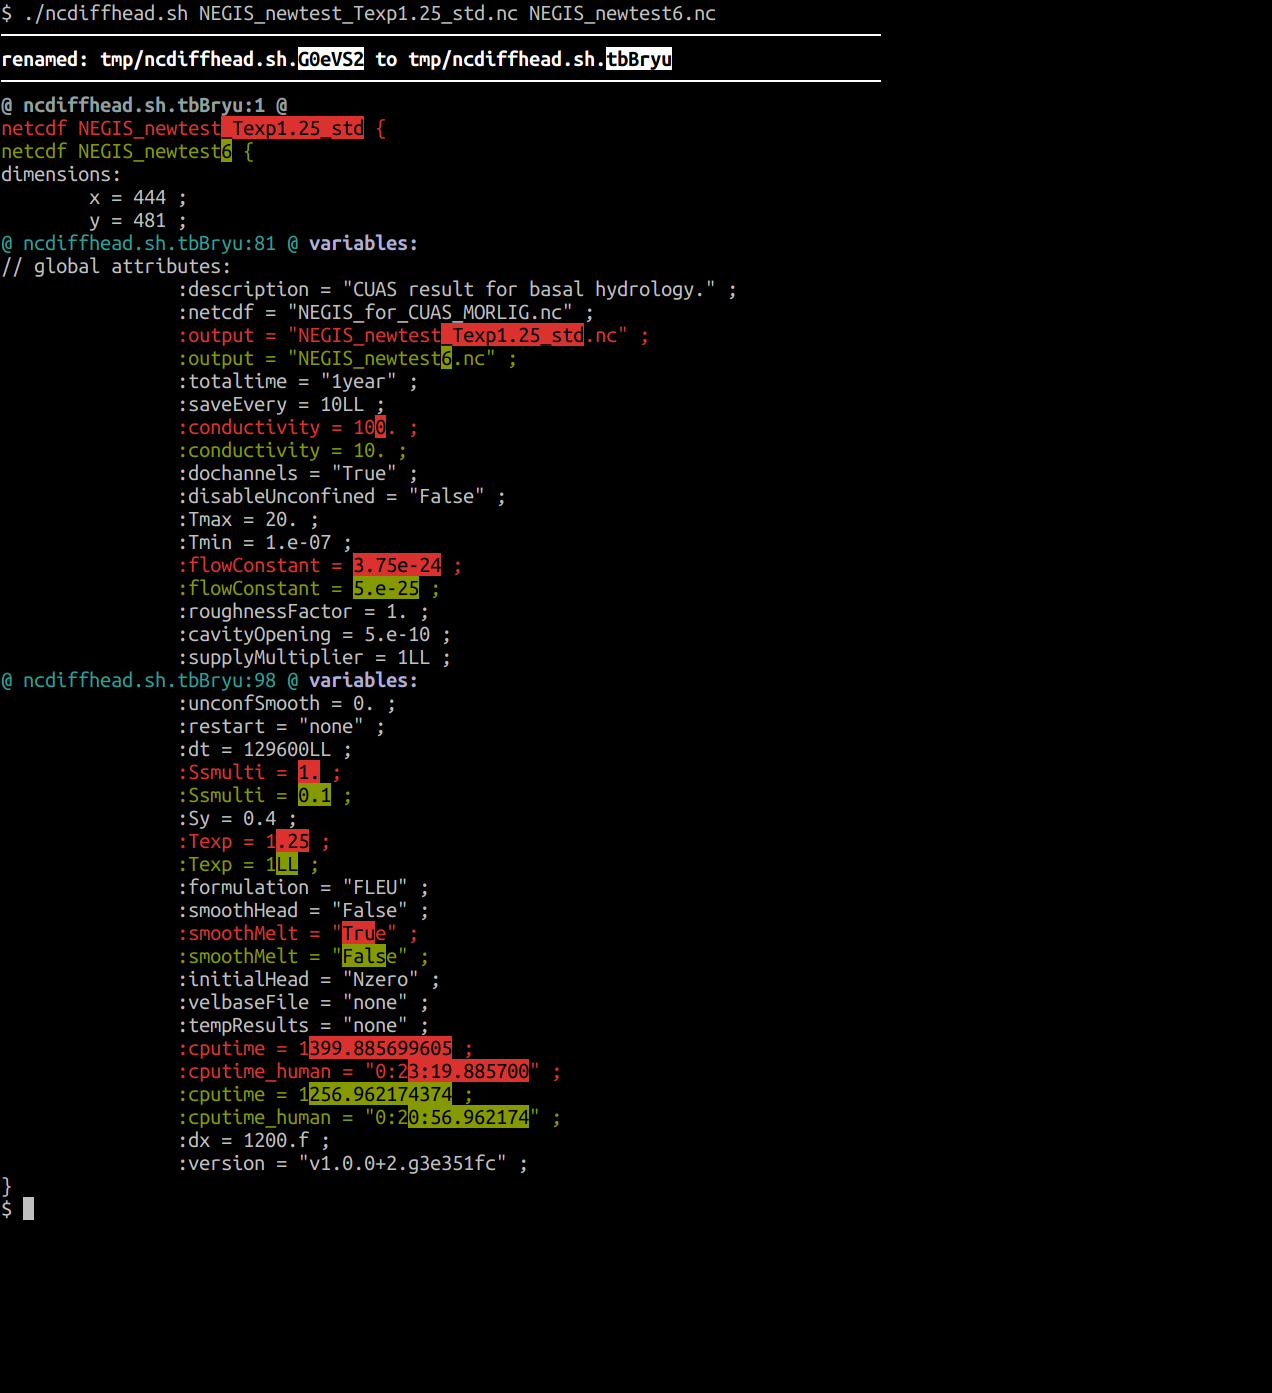 $ ./ncdiffhead.sh NEGIS_newtest_Texp1.25_std.nc NEGIS_newtest6.nc
renamed: tmp/ncdiffhead.sh.G0eVS2 to tmp/ncdiffhead.sh.tbBryu
@ ncdiffhead.sh.tbBryu:1 @
netcdf NEGIS_newtest_Texp1.25_std {
netcdf NEGIS_newtest6 {
dimensions:
x = 444 ;
y = 481 ;
@ ncdiffhead.sh.tbBryu:81 @ variables:
// global attributes:
:description = "CUAS result for basal hydrology." ;
:netcdf = "NEGIS_for_CUAS_MORLIG.nc" ;
:output = "NEGIS_newtest_Texp1.25_std.nc" ;
:output = "NEGIS_newtest6.nc" ;
:totaltime = "1year" ;
:saveEvery = 10LL ;
:conductivity = 100. ;
:conductivity = 10. ;
:dochannels = "True" ;
:disableUnconfined = "False" ;
:Tmax = 20. ;
:Tmin = 1.e-07 ;
:flowConstant = 3.75e-24 ;
:flowConstant = 5.e-25 ;
:roughnessFactor = 1. ;
:cavityOpening = 5.e-10 ;
:supplyMultiplier = 1LL ;
@ ncdiffhead.sh.tbBryu:98 @ variables:
:unconfSmooth = 0. ;
:restart = "none" ;
:dt = 129600LL ;
:Ssmulti = 1. ;
:Ssmulti = 0.1 ;
:Sy = 0.4 ;
:Texp = 1.25 ;
:Texp = 1LL ;
:formulation = "FLEU" ;
:smoothHead = "False" ;
:smoothMelt = "True" ;
:smoothMelt = "False" ;
:initialHead = "Nzero" ;
:velbaseFile = "none" ;
:tempResults = "none" ;
:cputime = 1399.885699605 ;
:cputime_human = "0:23:19.885700" ;
:cputime = 1256.962174374 ;
:cputime_human = "0:20:56.962174" ;
:dx = 1200.f ;
:version = "v1.0.0+2.g3e351fc" ;
}
$